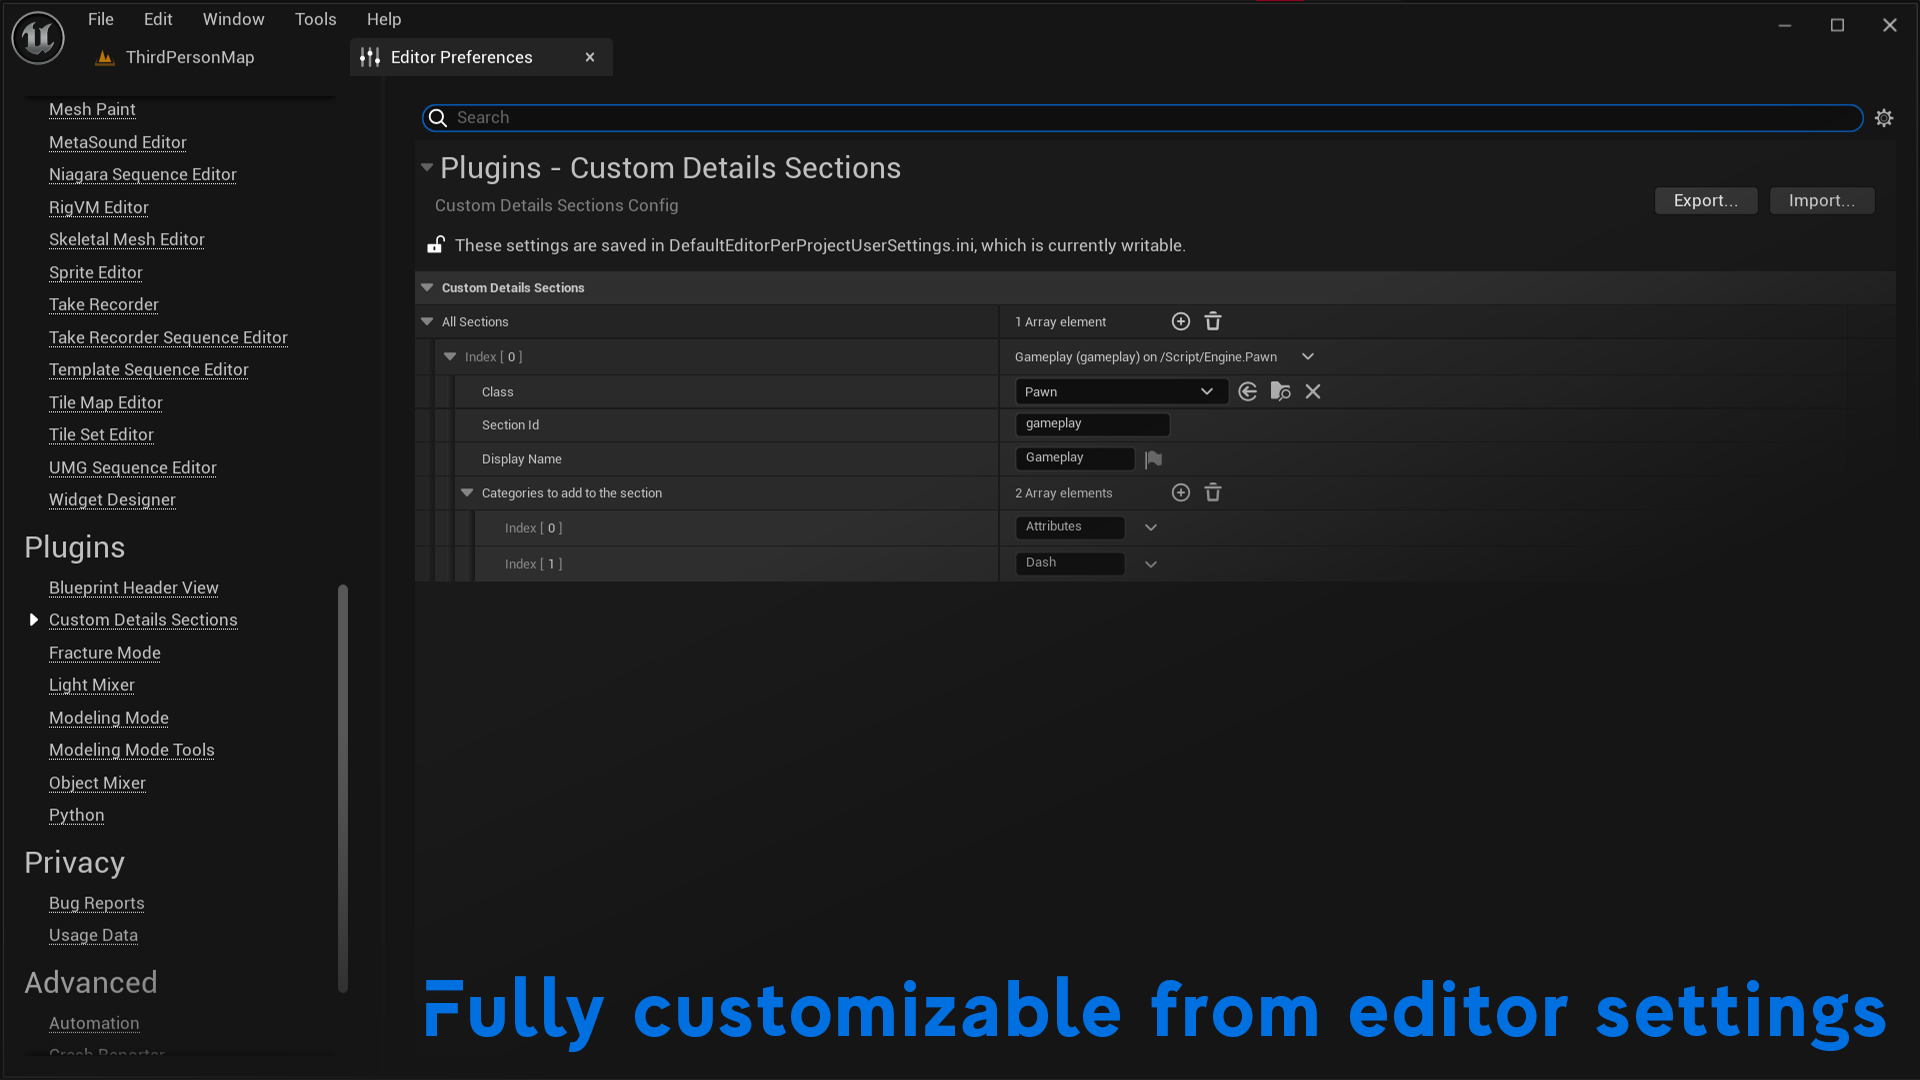 File Edit Window Tools Help
ThirdPersonMap
Editor Preferences
Mesh Paint
MetaSound Editor
Niagara Sequence Editor
RigVM Editor
Skeletal Mesh Editor
Sprite Editor
Take Recorder
Take Recorder Sequence Editor
Template Sequence Editor
Tile Map Editor
Tile Set Editor
UMG Sequence Editor
Widget Designer
Plugins
Blueprint Header View
Custom Details Sections
Fracture Mode
Light Mixer
Modeling Mode
Modeling Mode Tools
Object Mixer
Python
Privacy
Bug Reports
Usage Data
Advanced
Automation
Crash Reporter
Search
Plugins - Custom Details Sections
Custom Details Sections Config
Export...
Import...
These settings are saved in DefaultEditorPerProjectUserSettings.ini, which is currently writable.
Custom Details Sections
All Sections 1 Array element
Index [ 0 ] Gameplay (gameplay) on /Script/Engine.Pawn
Class Pawn
Section Id gameplay
Display Name Gameplay
Categories to add to the section 2 Array elements
Index [ 0 ] Attributes
Index [ 1 ] Dash
Fully customizable from editor settings